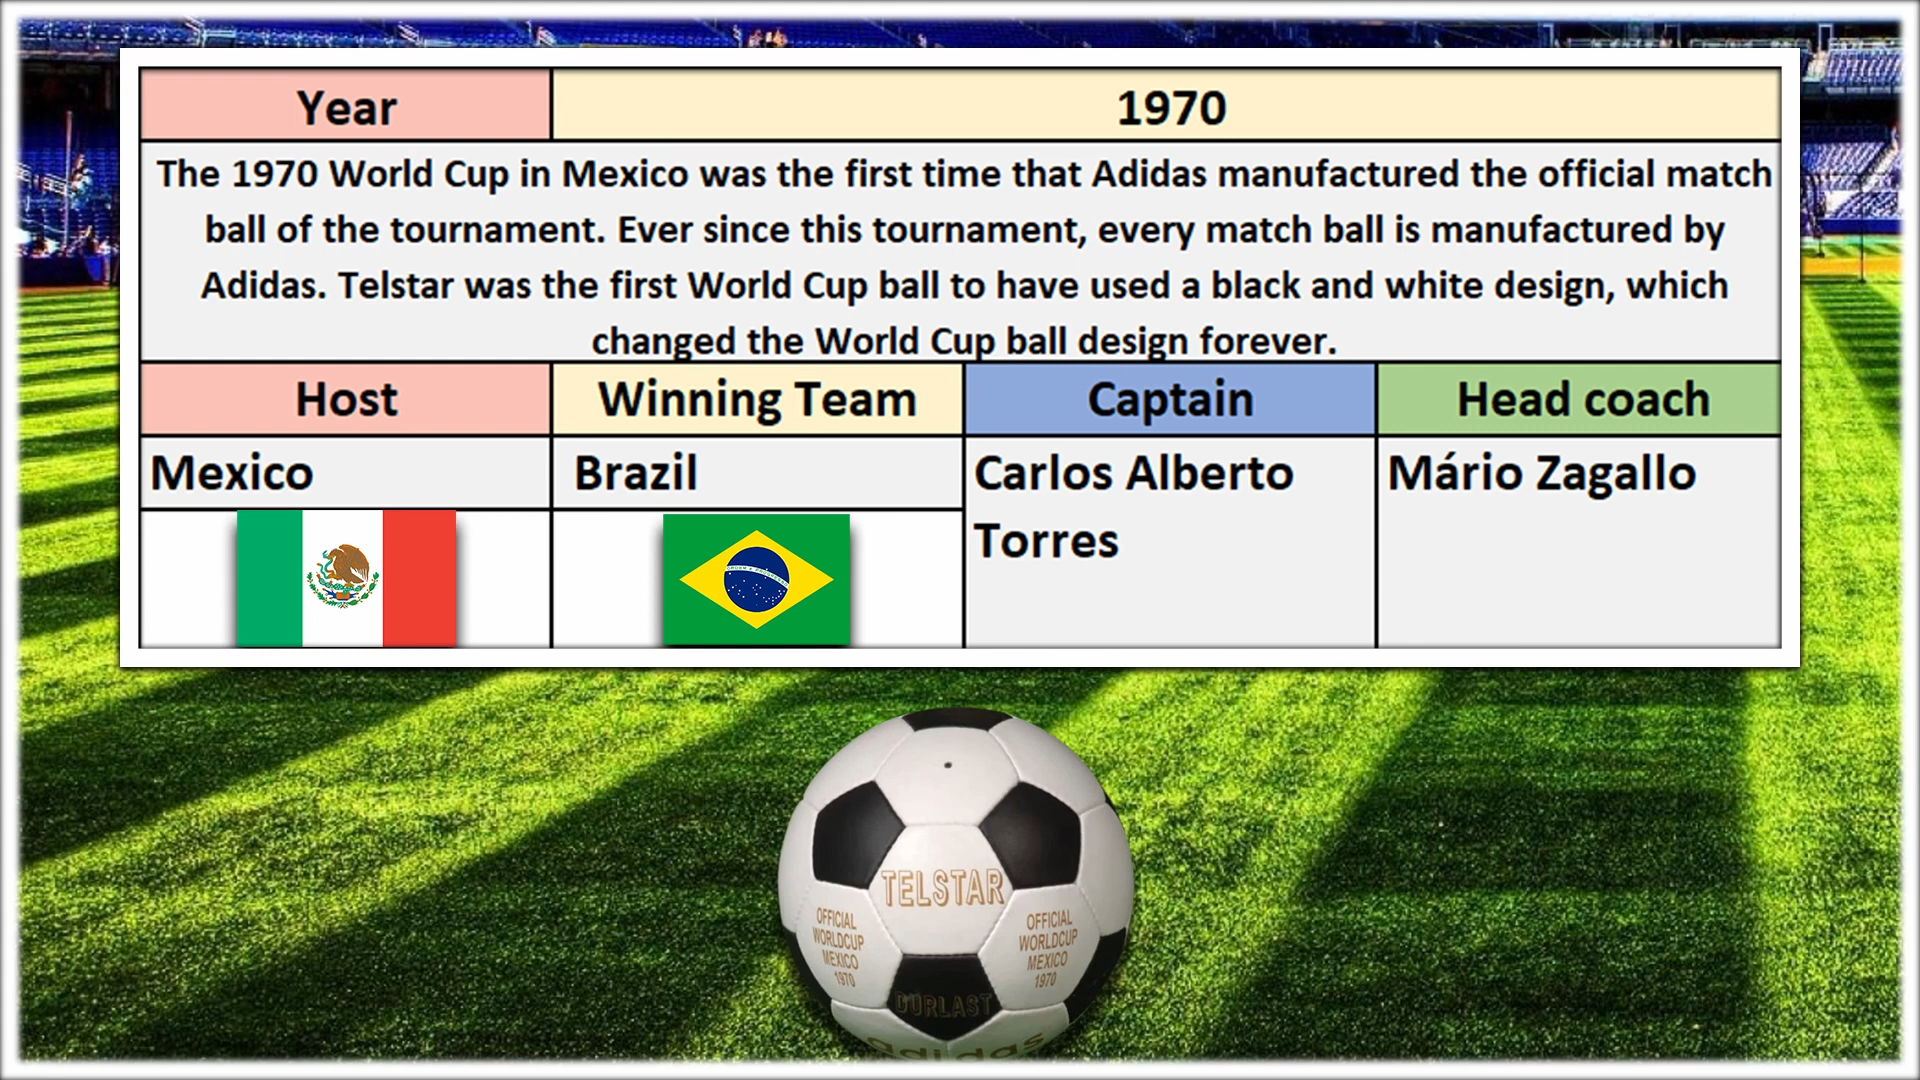 Year 1970
The 1970 World Cup in Mexico was the first time that Adidas manufactured the official match
ball of the tournament. Ever since this tournament, every match ball is manufactured by
Adidas. Telstar was the first World Cup ball to have used a black and white design, which
changed the World Cup ball design forever.
Host Winning Team Captain Head coach
Mexico Brazil Carlos Alberto Mário Zagallo
Torres
TELSTAR
OFFICIAL
WORLDCUP
MEXICO
1970
OFFICIAL
WORLDCUP
MEXICO
1970
DURLAST
adidas